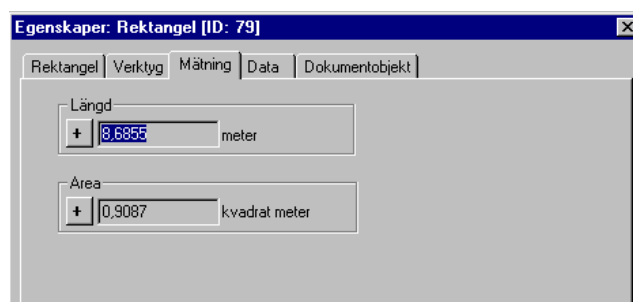 Egenskaper: Rektangel [ID: 79]
Rektangel Verktyg Mätning Data Dokumentobjekt
Längd
+ 8,6855 meter
Area
+ 0,9087 kvadrat meter